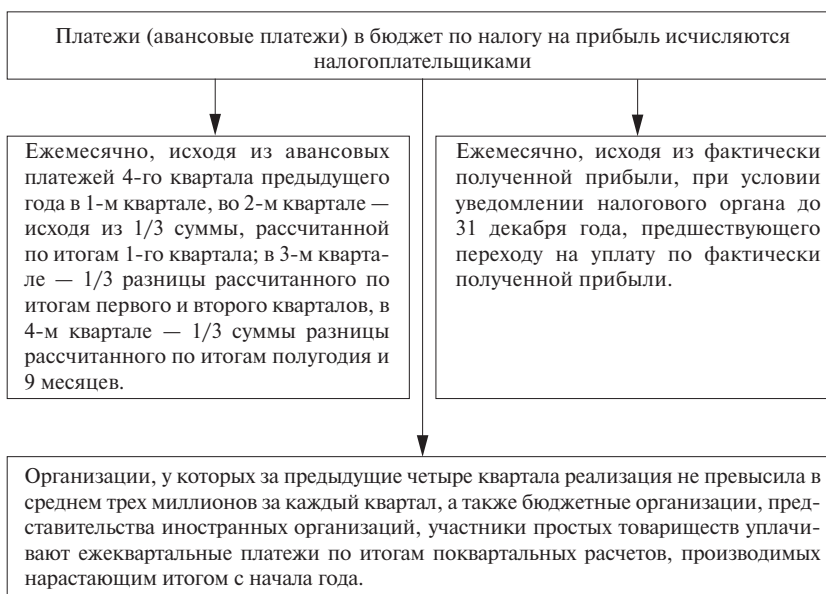 Платежи (авансовые платежи) в бюджет по налогу на прибыль исчисляются
налогоплательщиками
Ежемесячно, исходя из авансовых
платежей 4-го квартала предыдущего
года в 1-м квартале, во 2-м квартале —
исходя из 1/3 суммы, рассчитанной
по итогам 1-го квартала; в 3-м кварта-
ле — 1/3 разницы рассчитанного по
итогам первого и второго кварталов, в
4-м квартале — 1/3 суммы разницы
рассчитанного по итогам полугодия и
9 месяцев.
Ежемесячно, исходя из фактически
полученной прибыли, при условии
уведомлении налогового органа до
31 декабря года, предшествующего
переходу на уплату по фактически
полученной прибыли.
Организации, у которых за предыдущие четыре квартала реализация не превысила в
среднем трех миллионов за каждый квартал, а также бюджетные организации, пред-
ставительства иностранных организаций, участники простых товариществ уплачи-
вают ежеквартальные платежи по итогам поквартальных расчетов, производимых
нарастающим итогом с начала года.